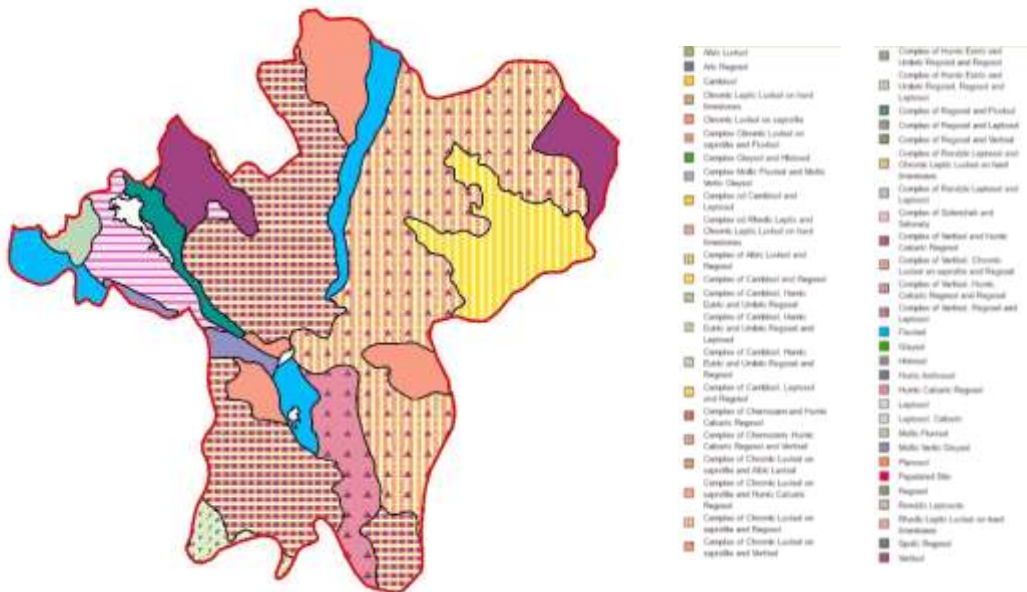 Albic Luvisol
Aric Regosol
Cambisol
Chromic Leptic Luvisol on hard
limestones
Chromic Luvisol on saprolite
Complex Chromic Luvisol on
saprolite and Fluvisol
Complex Gleysol and Histosol
Complex Mollic Fluvisol and Mollic
Vertic Gleysol
Complex od Cambisol and
Leptosol
Complex od Rhodic Leptic and
Chromic Leptic Luvisol on hard
limestones
Complex of Albic Luvisol and
Regosol
Complex of Cambisol and Regosol
Complex of Cambisol, Humic
Eutric and Umbric Regosol
Complex of Cambisol, Humic
Eutric and Umbric Regosol and
Leptosol
Complex of Cambisol, Humic
Eutric and Umbric Regosol and
Regosol
Complex of Cambisol, Leptosol
and Regosol
Complex of Chernozem and Humic
Calcaric Regosol
Complex of Chernozem, Humic
Calcaric Regosol and Vertisol
Complex of Chromic Luvisol on
saprolite and Albic Luvisol
Complex of Chromic Luvisol on
saprolite and Humic Calcaric
Regosol
Complex of Chromic Luvisol on
saprolite and Regosol
Complex of Chromic Luvisol on
saprolite and Vertisol
Complex of Humic Eutric and
Umbric Regosol and Regosol
Complex of Humic Eutric and
Umbric Regosol, Regosol and
Leptosol
Complex of Regosol and Fluvisol
Complex of Regosol and Leptosol
Complex of Regosol and Vertisol
Complex of Rendzic Leptosol and
Chromic Leptic Luvisol on hard
limestones
Complex of Rendzic Leptosol and
Leptosol
Complex of Solonchak and
Solonetz
Complex of Vertisol and Humic
Calcaric Regosol
Complex of Vertisol, Chromic
Luvisol on saprolite and Regosol
Complex of Vertisol, Humic
Calcaric Regosol and Regosol
Complex of Vertisol, Regosol and
Leptosol
Fluvisol
Gleysol
Histosol
Hortic Anthrosol
Humic Calcaric Regosol
Leptosol
Leptosol, Calcaric
Mollic Fluvisol
Mollic Vertic Gleysol
Planosol
Populated Site
Regosol
Rendzic Leptosols
Rhodic Leptic Luvisol on hard
limestones
Spolic Regosol
Vertisol